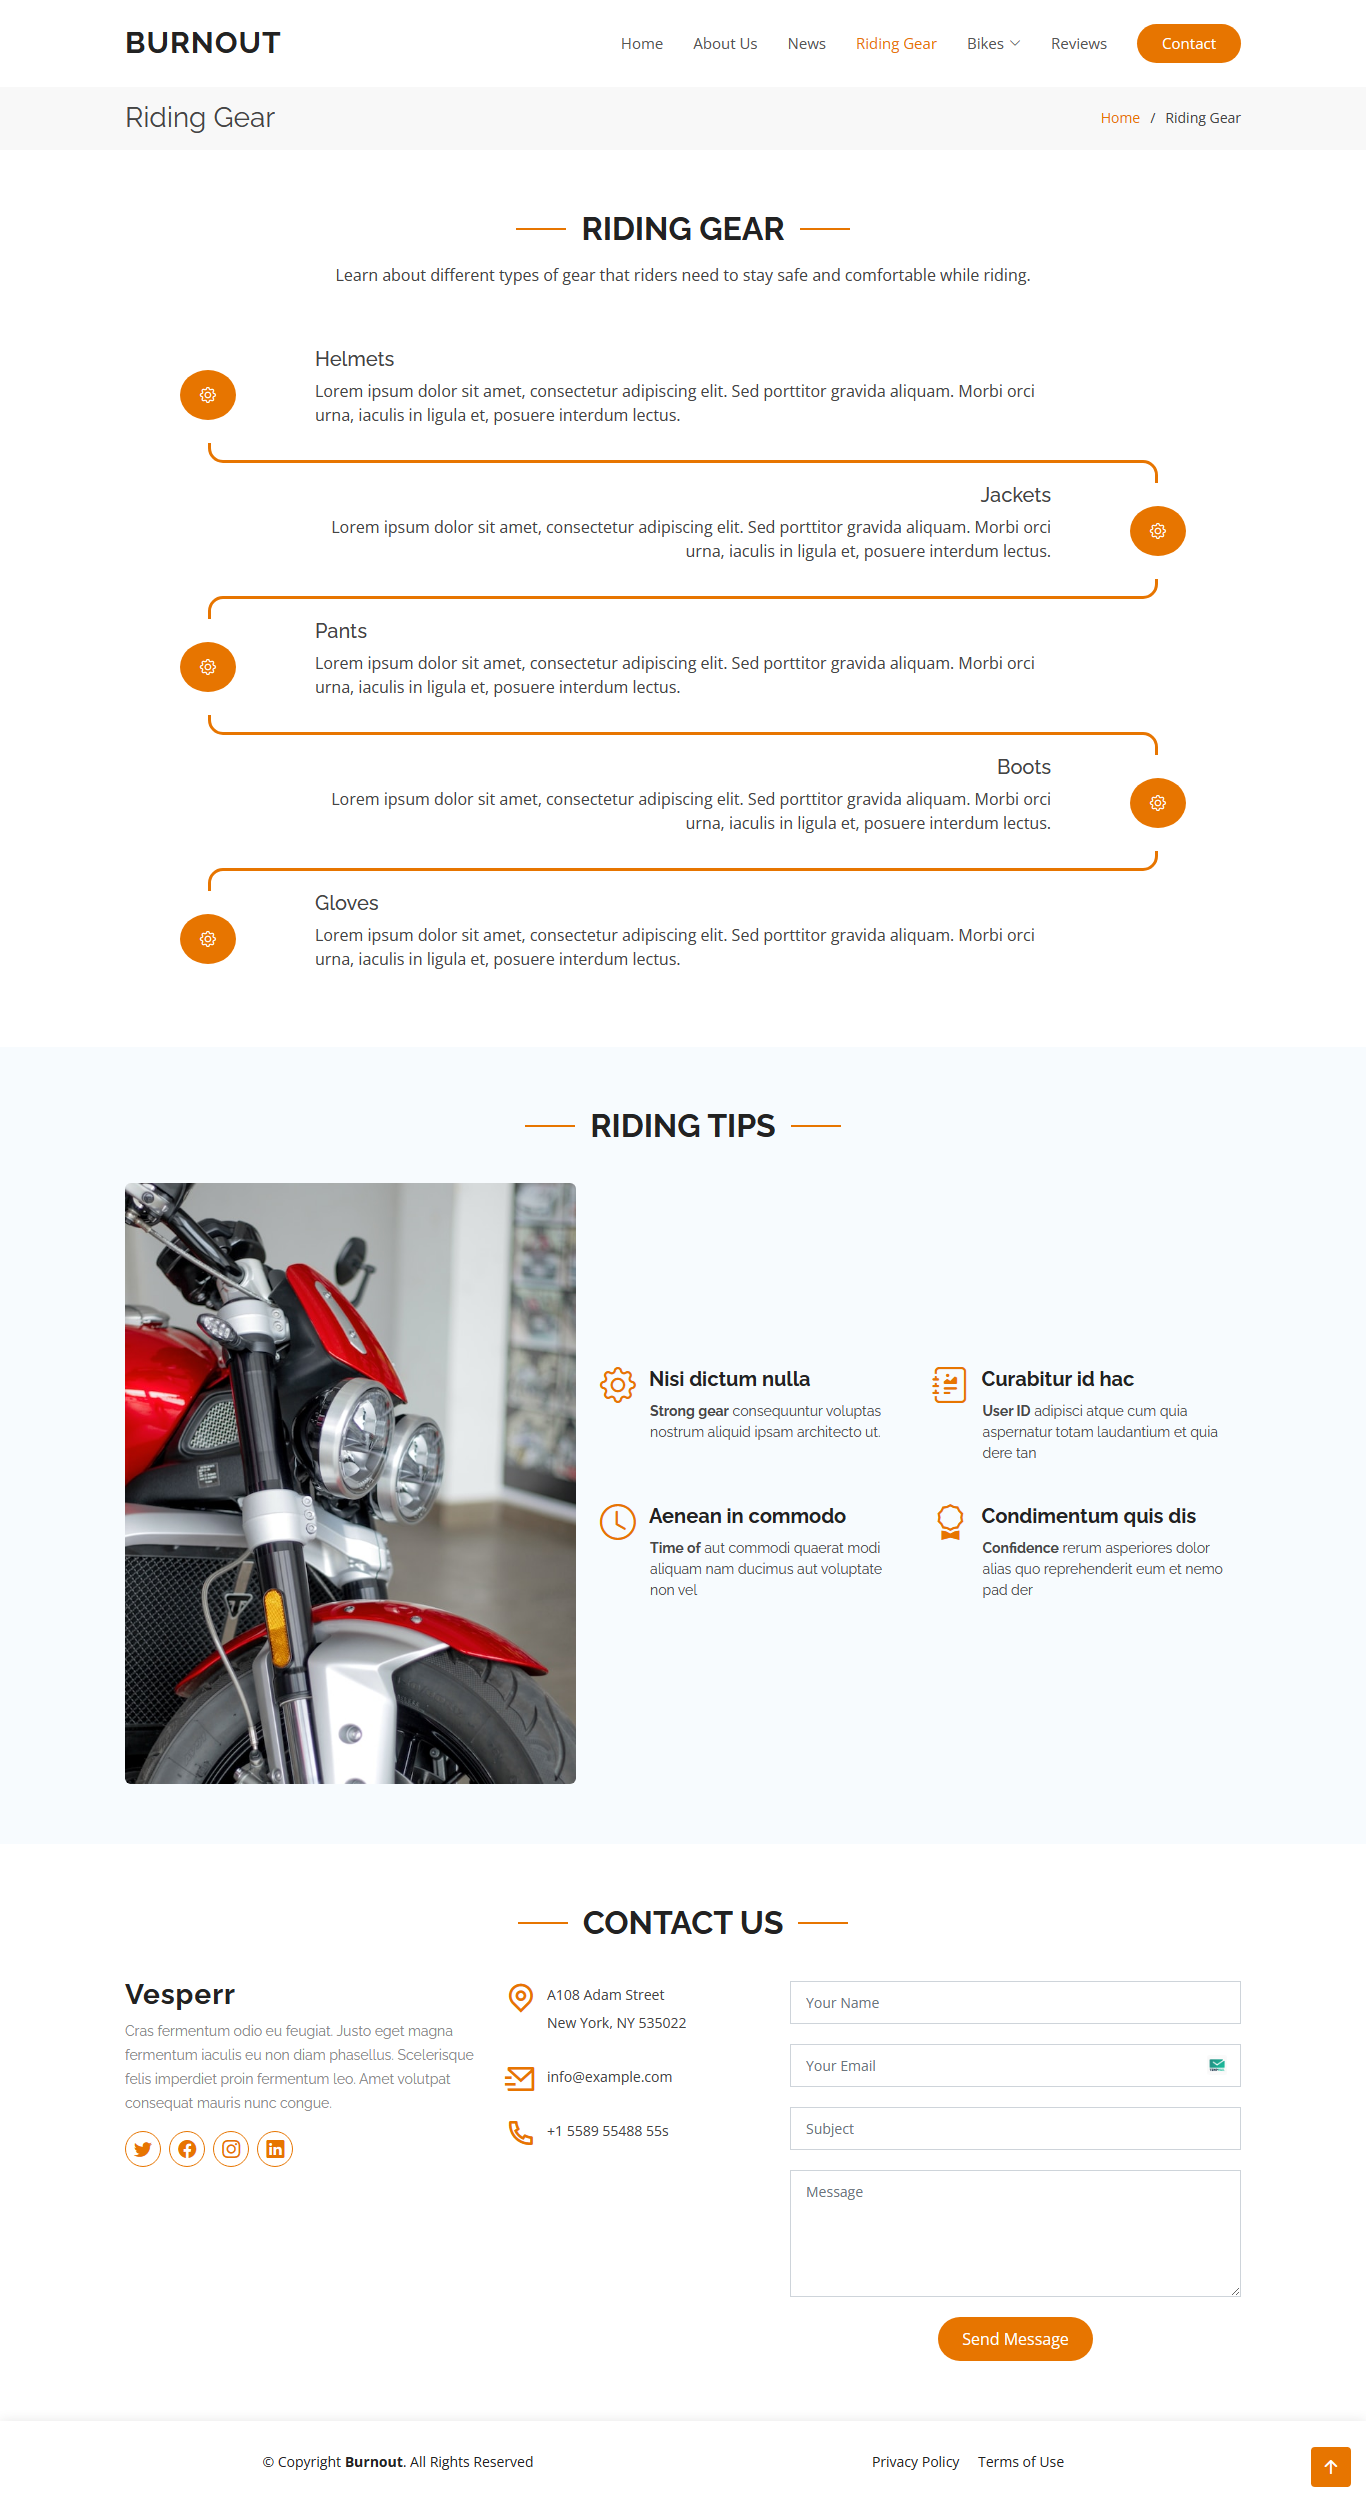 BURNOUT
Home About Us News Riding Gear Bikes Reviews Contact
Riding Gear
Home / Riding Gear
RIDING GEAR
Learn about different types of gear that riders need to stay safe and comfortable while riding.
Helmets
Lorem ipsum dolor sit amet, consectetur adipiscing elit. Sed porttitor gravida aliquam. Morbi orci
urna, iaculis in ligula et, posuere interdum lectus.
Jackets
Lorem ipsum dolor sit amet, consectetur adipiscing elit. Sed porttitor gravida aliquam. Morbi orci
urna, iaculis in ligula et, posuere interdum lectus.
Pants
Lorem ipsum dolor sit amet, consectetur adipiscing elit. Sed porttitor gravida aliquam. Morbi orci
urna, iaculis in ligula et, posuere interdum lectus.
Boots
Lorem ipsum dolor sit amet, consectetur adipiscing elit. Sed porttitor gravida aliquam. Morbi orci
urna, iaculis in ligula et, posuere interdum lectus.
Gloves
Lorem ipsum dolor sit amet, consectetur adipiscing elit. Sed porttitor gravida aliquam. Morbi orci
urna, iaculis in ligula et, posuere interdum lectus.
RIDING TIPS
Nisi dictum nulla
Strong gear consequuntur voluptas
nostrum aliquid ipsam architecto ut.
Curabitur id hac
User ID adipisci atque cum quia
aspernatur totam laudantium et quia
dere tan
Aenean in commodo
Time of aut commodi quaerat modi
aliquam nam ducimus aut voluptate
non vel
Condimentum quis dis
Confidence rerum asperiores dolor
alias quo reprehenderit eum et nemo
pad der
CONTACT US
Vesperr
Cras fermentum odio eu feugiat. Justo eget magna
fermentum iaculis eu non diam phasellus. Scelerisque
felis imperdiet proin fermentum leo. Amet volutpat
consequat mauris nunc congue.
A108 Adam Street
New York, NY 535022
info@example.com
+1 5589 55488 55s
Your Name
Your Email
Subject
Message
Send Message
© Copyright Burnout. All Rights Reserved
Privacy Policy Terms of Use